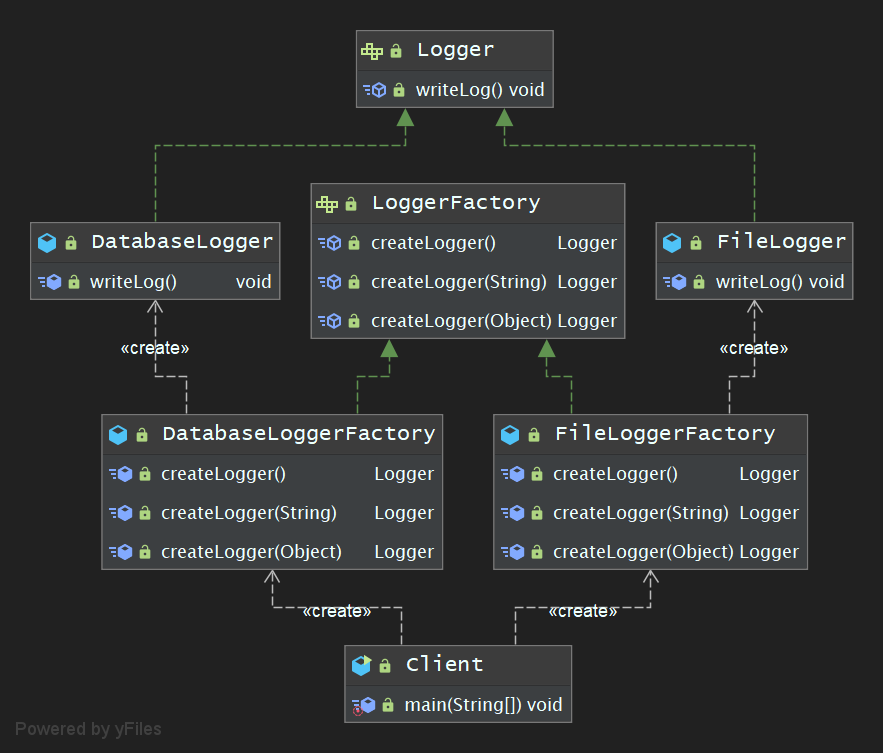 Logger
writeLog() void
DatabaseLogger
writeLog() void
LoggerFactory
createLogger() Logger
createLogger(String) Logger
createLogger(Object) Logger
FileLogger
writeLog() void
«create»
«create»
DatabaseLoggerFactory
createLogger() Logger
createLogger(String) Logger
createLogger(Object) Logger
FileLoggerFactory
createLogger() Logger
createLogger(String) Logger
createLogger(Object) Logger
«create»
«create»
Client
main(String[]) void
Powered by yFiles